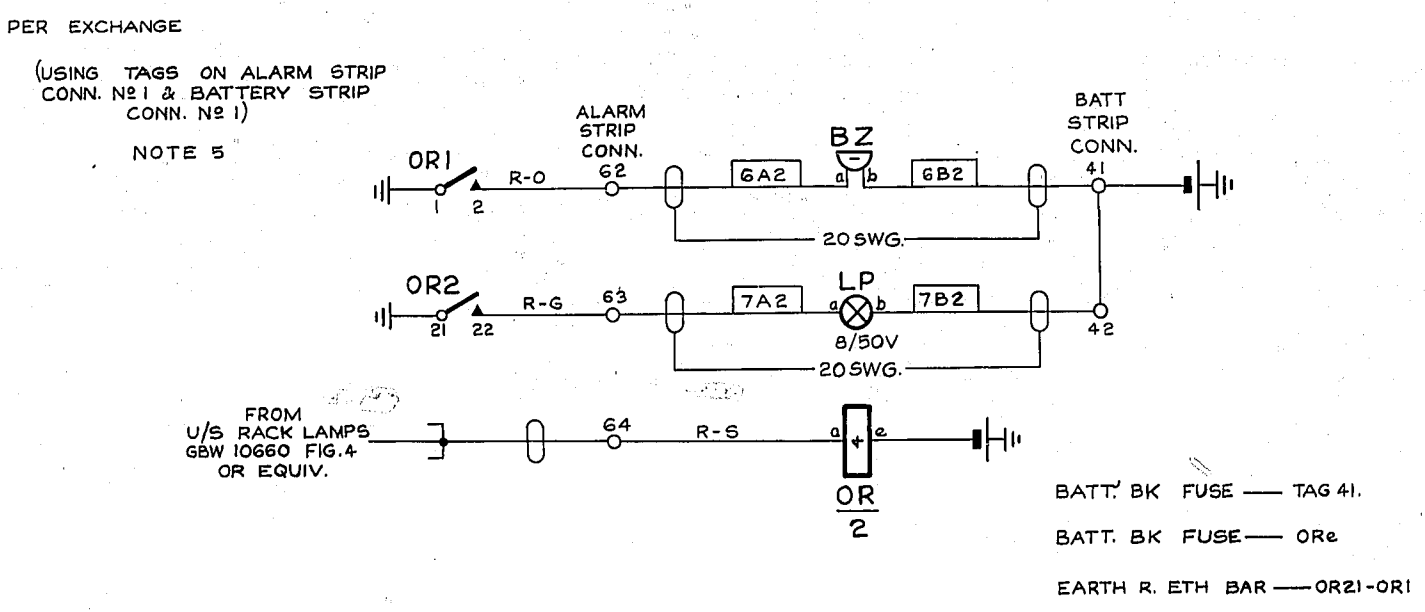 PER EXCHANGE
(USING TAGS ON ALARM STRIP
CONN. Nº 1 & BATTERY STRIP
CONN. Nº 1)
NOTE 5
ALARM
STRIP
CONN.
BATT
STRIP
CONN.
OR1
1
2
R-O
62
6A2
BZ
a
b
6B2
41
20 SWG.
OR2
21
22
R-G
63
7A2
LP
a
b
8/50V
7B2
42
20 SWG.
FROM
U/S RACK LAMPS
GBW 10660 FIG.4
OR EQUIV.
64
R-S
a
4
e
OR
2
BATT. BK FUSE — TAG 41.
BATT. BK FUSE — ORe
EARTH R. ETH BAR — OR21-OR1